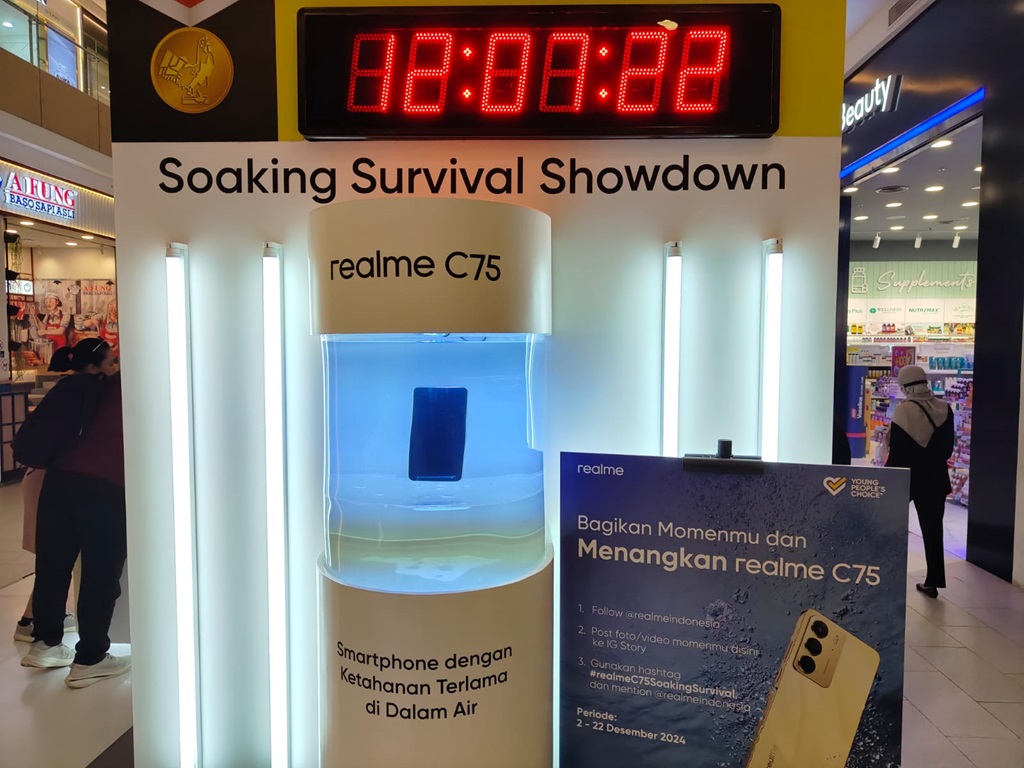 12:07:22
Soaking Survival Showdown
realme C75
Smartphone dengan
Ketahanan Terlama
di Dalam Air
realme
YOUNG
PEOPLE'S
CHOICE
Bagikan Momenmu dan
Menangkan realme C75
1. Follow @realmeindonesia
2. Post foto/video momenmu disini
ke IG Story
3. Gunakan hashtag
#realmeC75SoakingSurvival
dan mention @realmeindonesia
Periode:
2 - 22 Desember 2024
A FUNG
BASO SAPI ASLI
Beauty
Supplements